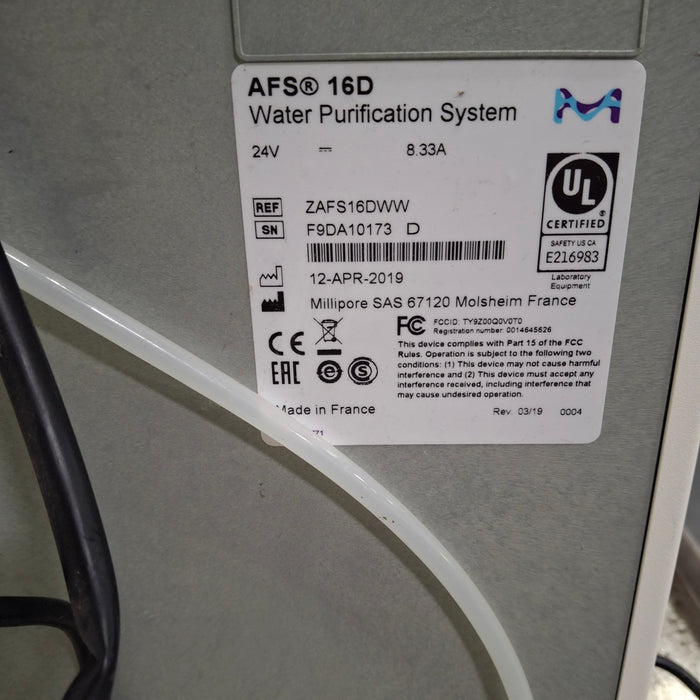 AFS® 16D
Water Purification System
24V ⎓ 8.33A
REF ZAFS16DWW
SN F9DA10173 D
12-APR-2019
Millipore SAS 67120 Molsheim France
UL
®
CERTIFIED
SAFETY US CA
E216983
Laboratory
Equipment
CE
EAC
FC FCCID: TY9Z00Q0V0T0
Registration number: 0014645626
This device complies with Part 15 of the FCC
Rules. Operation is subject to the following two
conditions: (1) This device may not cause harmful
interference and (2) This device must accept any
interference received, including interference that
may cause undesired operation.
Made in France
Rev. 03/19 0004